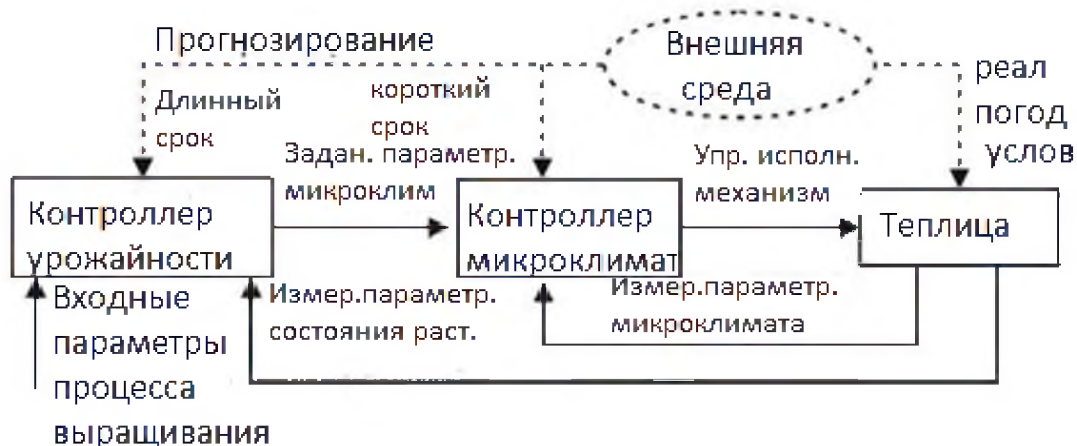 Прогнозирование
Внешняя
среда
реал
погод
услов
Длинный
срок
короткий
срок
Задан. параметр.
микроклим
Упр. исполн.
механизм
Контроллер
урожайности
Контроллер
микроклимат
Теплица
Входные
параметры
процесса
выращивания
Измер.параметр.
состояния раст.
Измер.параметр.
микроклимата